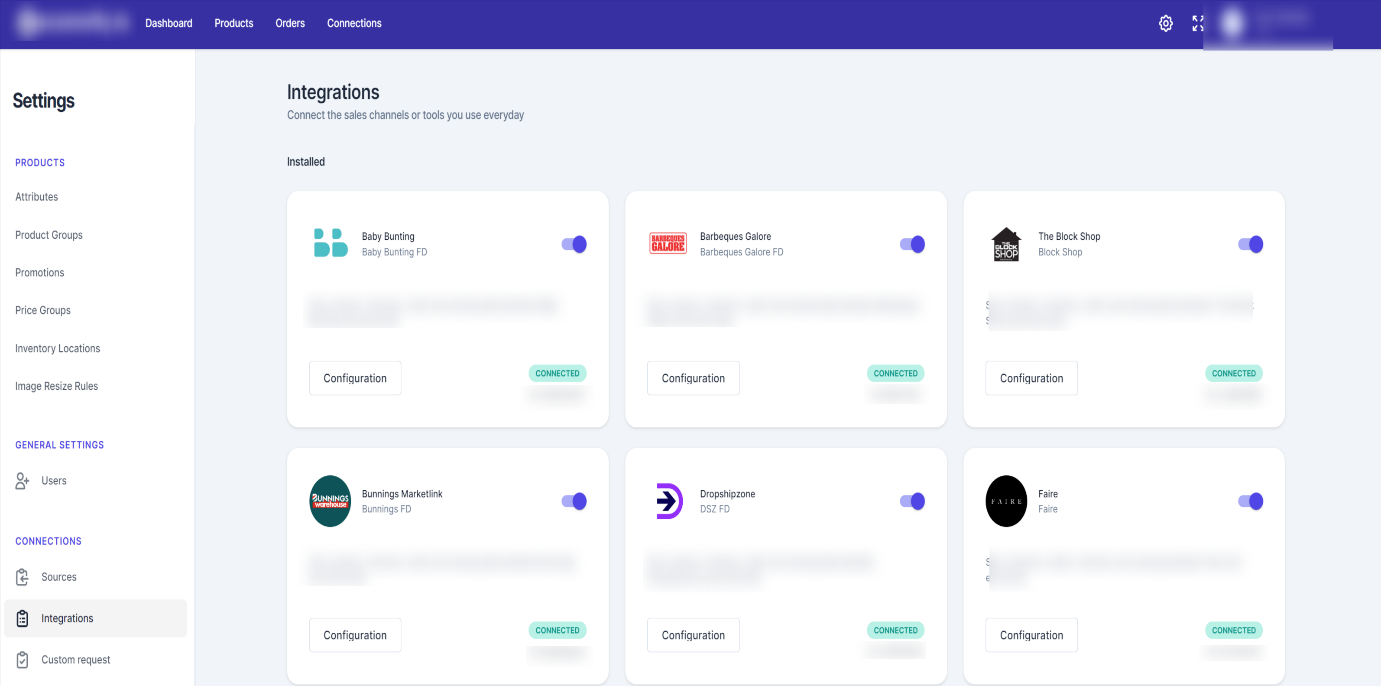 Dashboard Products Orders Connections
Settings
PRODUCTS
Attributes
Product Groups
Promotions
Price Groups
Inventory Locations
Image Resize Rules
GENERAL SETTINGS
Users
CONNECTIONS
Sources
Integrations
Custom request
Integrations
Connect the sales channels or tools you use everyday
Installed
Baby Bunting
Baby Bunting FD
Configuration
CONNECTED
BARBEQUES
GALORE
Barbeques Galore
Barbeques Galore FD
Configuration
CONNECTED
THE
BLOCK
SHOP
The Block Shop
Block Shop
Configuration
CONNECTED
BUNNINGS
warehouse
Bunnings Marketlink
Bunnings FD
Configuration
CONNECTED
Dropshipzone
DSZ FD
Configuration
CONNECTED
FAIRE
Faire
Faire
Configuration
CONNECTED